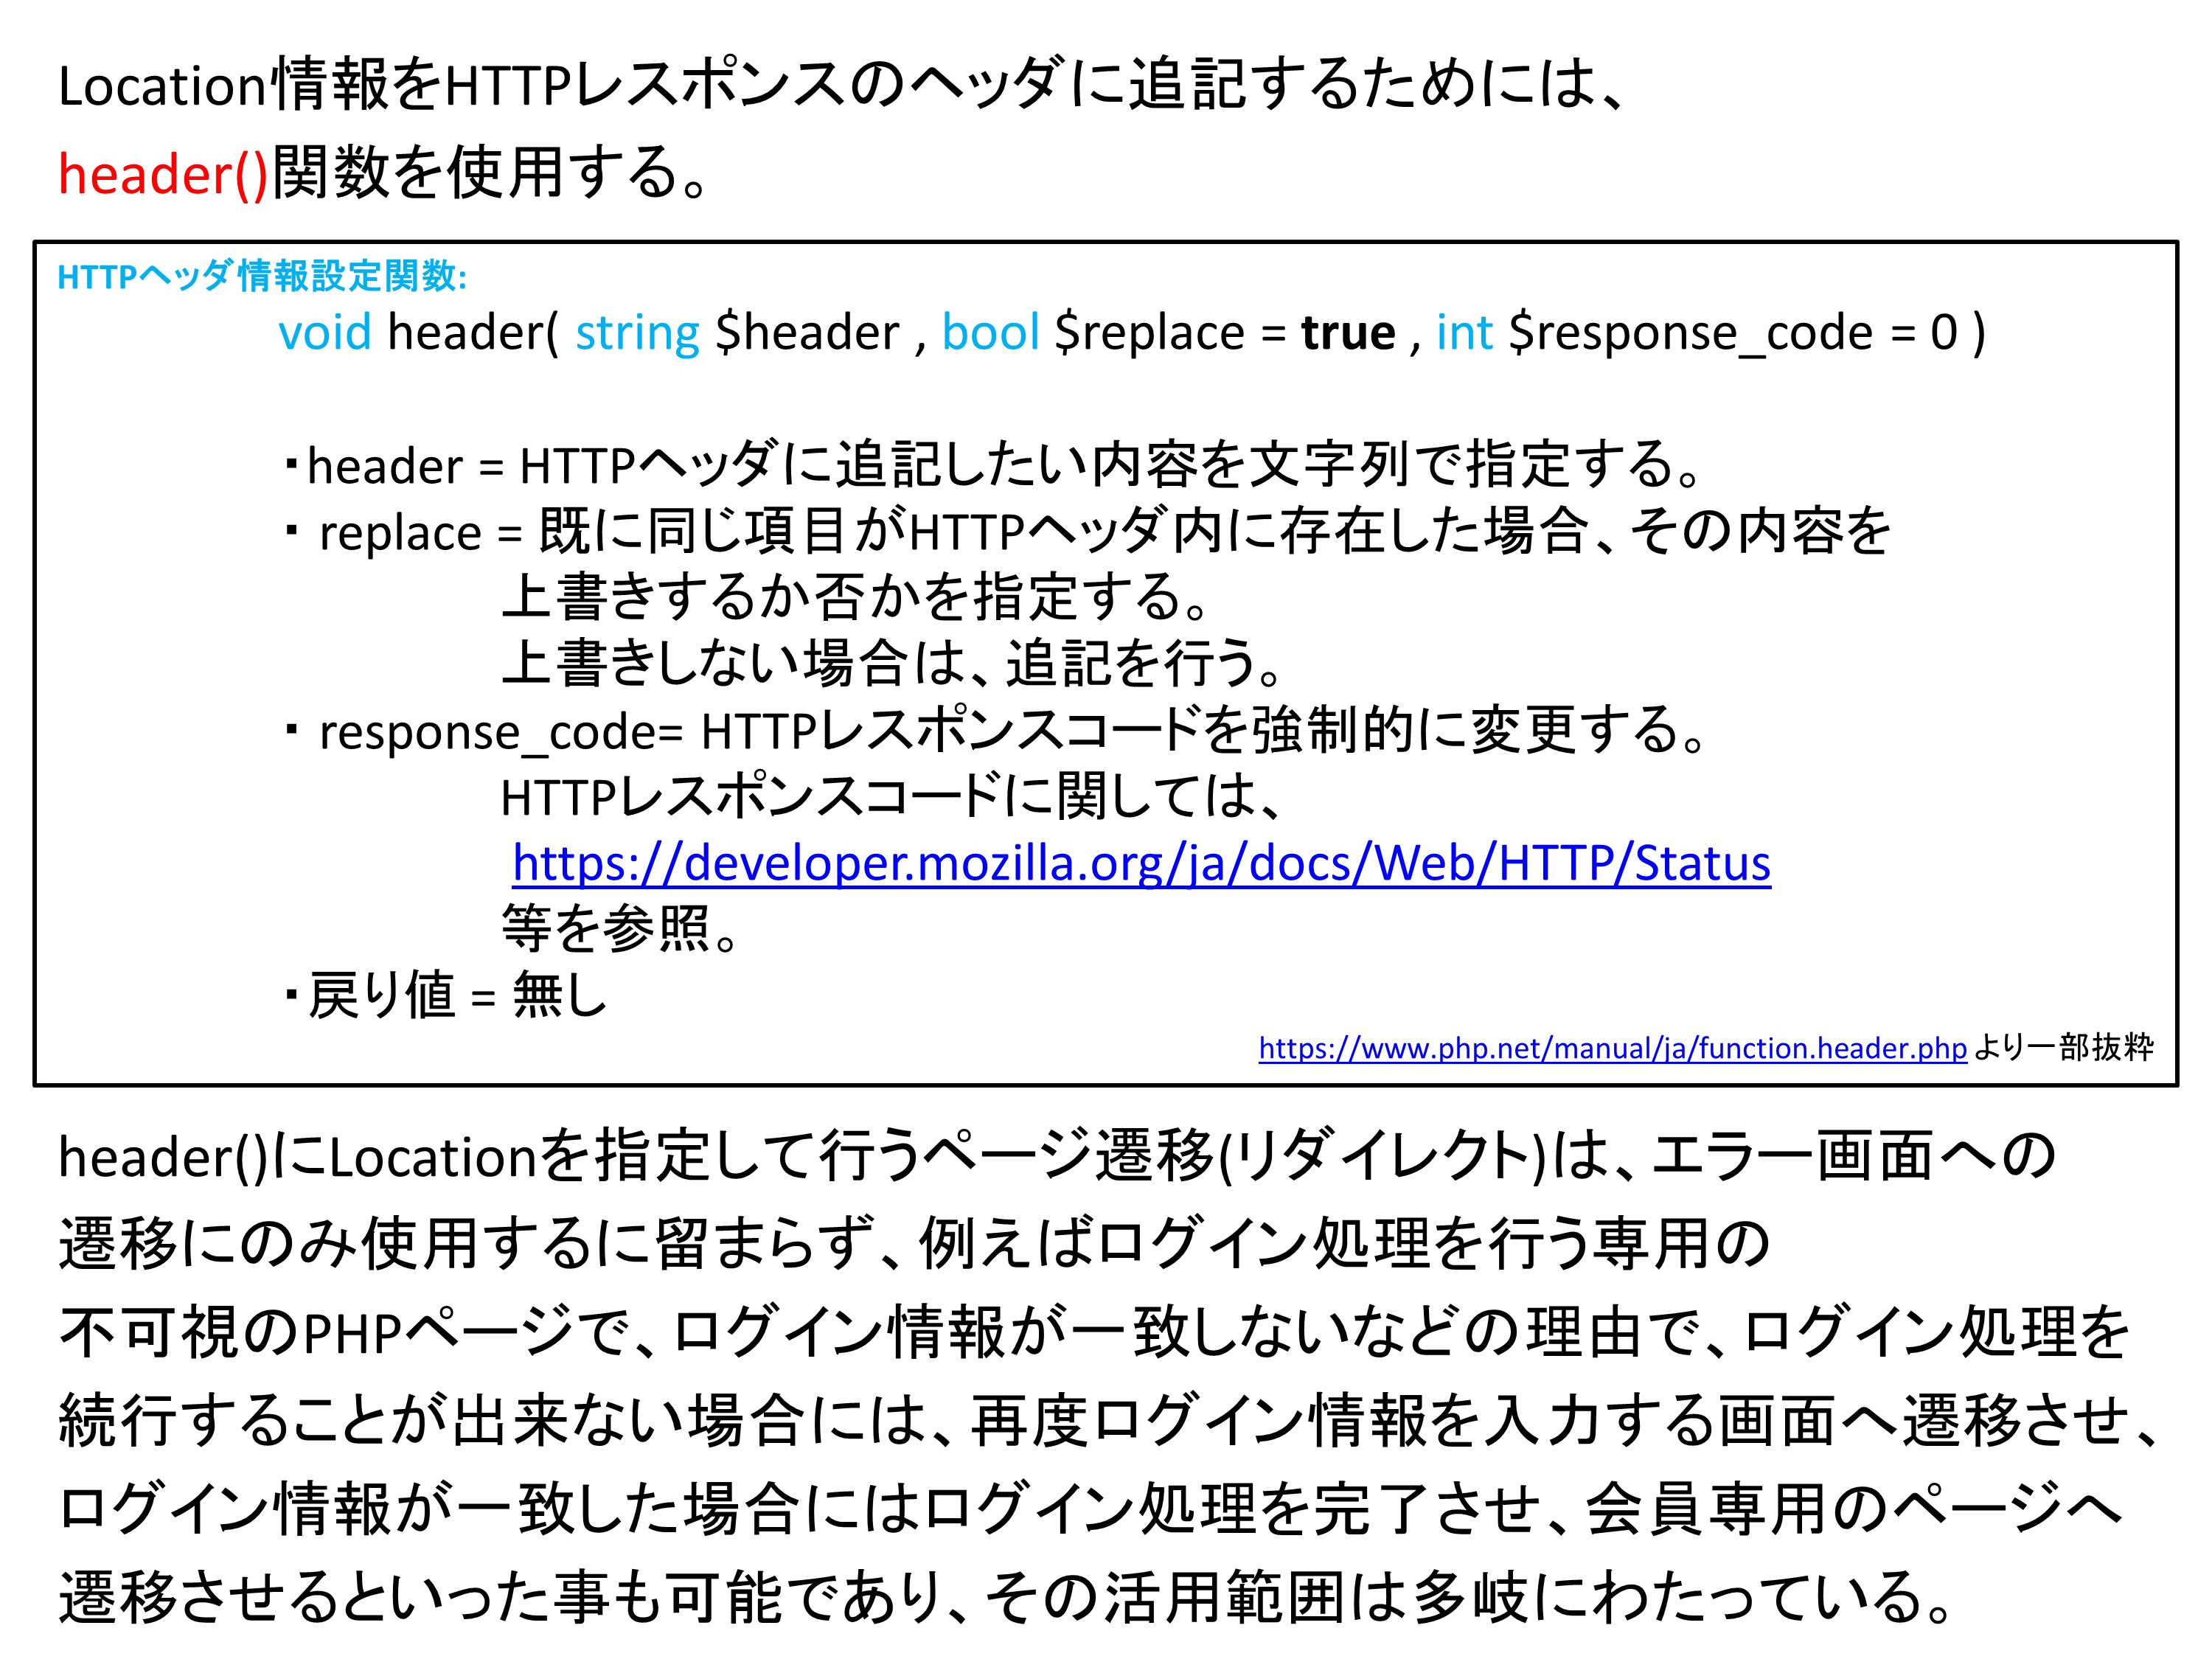 Location情報をHTTPレスポンスのヘッダに追記するためには、
header()関数を使用する。
HTTPヘッダ情報設定関数:
void header( string $header , bool $replace = true , int $response_code = 0 )
・header = HTTPヘッダに追記したい内容を文字列で指定する。
・ replace = 既に同じ項目がHTTPヘッダ内に存在した場合、その内容を
上書きするか否かを指定する。
上書きしない場合は、追記を行う。
・ response_code= HTTPレスポンスコードを強制的に変更する。
HTTPレスポンスコードに関しては、
https://developer.mozilla.org/ja/docs/Web/HTTP/Status
等を参照。
・戻り値 = 無し
https://www.php.net/manual/ja/function.header.php より一部抜粋
header()にLocationを指定して行うページ遷移(リダイレクト)は、エラー画面への
遷移にのみ使用するに留まらず、例えばログイン処理を行う専用の
不可視のPHPページで、ログイン情報が一致しないなどの理由で、ログイン処理を
続行することが出来ない場合には、再度ログイン情報を入力する画面へ遷移させ、
ログイン情報が一致した場合にはログイン処理を完了させ、会員専用のページへ
遷移させるといった事も可能であり、その活用範囲は多岐にわたっている。